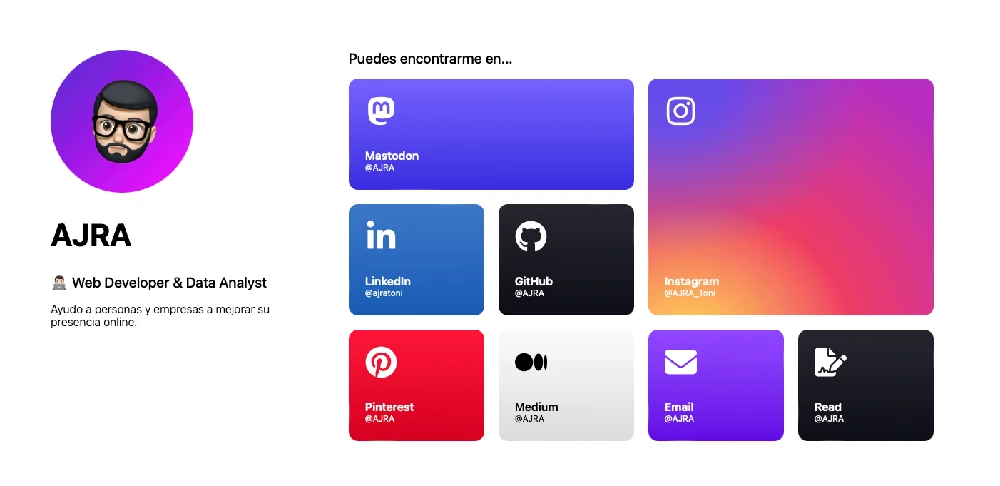 AJRA
Web Developer & Data Analyst
Ayudo a personas y empresas a mejorar su
presencia online.
Puedes encontrarme en...
Mastodon
@AJRA
Instagram
@AJRA_Toni
LinkedIn
@ajratoni
GitHub
@AJRA
Pinterest
@AJRA
Medium
@AJRA
Email
@AJRA
Read
@AJRA